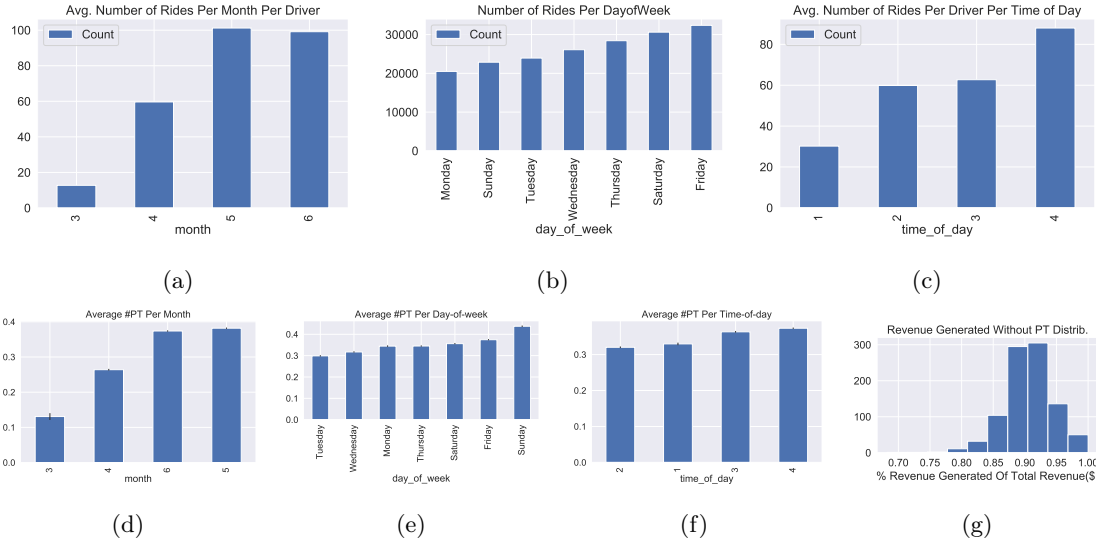 Avg. Number of Rides Per Month Per Driver
Count
100
80
60
40
20
0
3 4 5 6
month
(a)
Number of Rides Per DayofWeek
Count
30000
20000
10000
0
Monday Sunday Tuesday Wednesday Thursday Saturday Friday
day_of_week
(b)
Avg. Number of Rides Per Driver Per Time of Day
Count
80
60
40
20
0
1 2 3 4
time_of_day
(c)
Average #PT Per Month
0.4
0.3
0.2
0.1
0.0
3 4 6 5
month
(d)
Average #PT Per Day-of-week
0.4
0.3
0.2
0.1
0.0
Tuesday Wednesday Monday Thursday Saturday Friday Sunday
day_of_week
(e)
Average #PT Per Time-of-day
0.3
0.2
0.1
0.0
2 1 3 4
time_of_day
(f)
Revenue Generated Without PT Distrib.
300
200
100
0
0.70 0.75 0.80 0.85 0.90 0.95 1.00
% Revenue Generated Of Total Revenue($
(g)